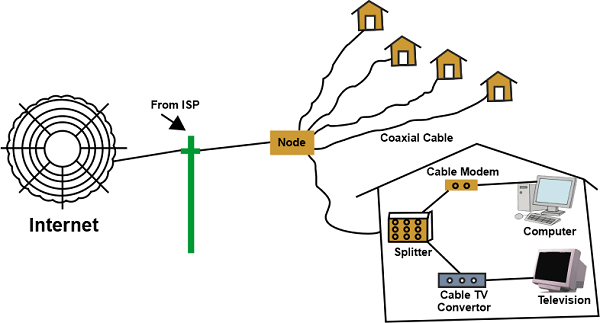 From ISP
Node
Coaxial Cable
Internet
Cable Modem
Computer
Splitter
Cable TV
Convertor
Television